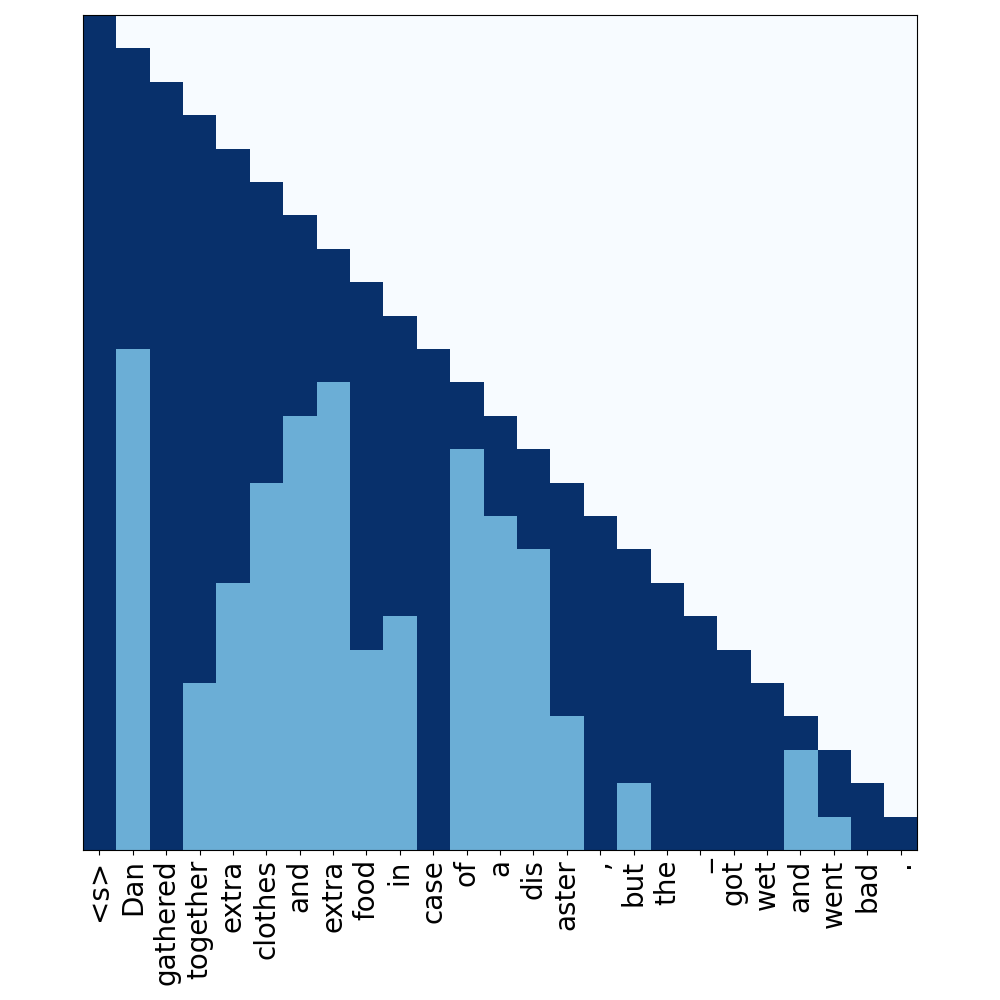 <s> Dan gathered together extra clothes and extra food in case of a dis aster , but the _ got wet and went bad .